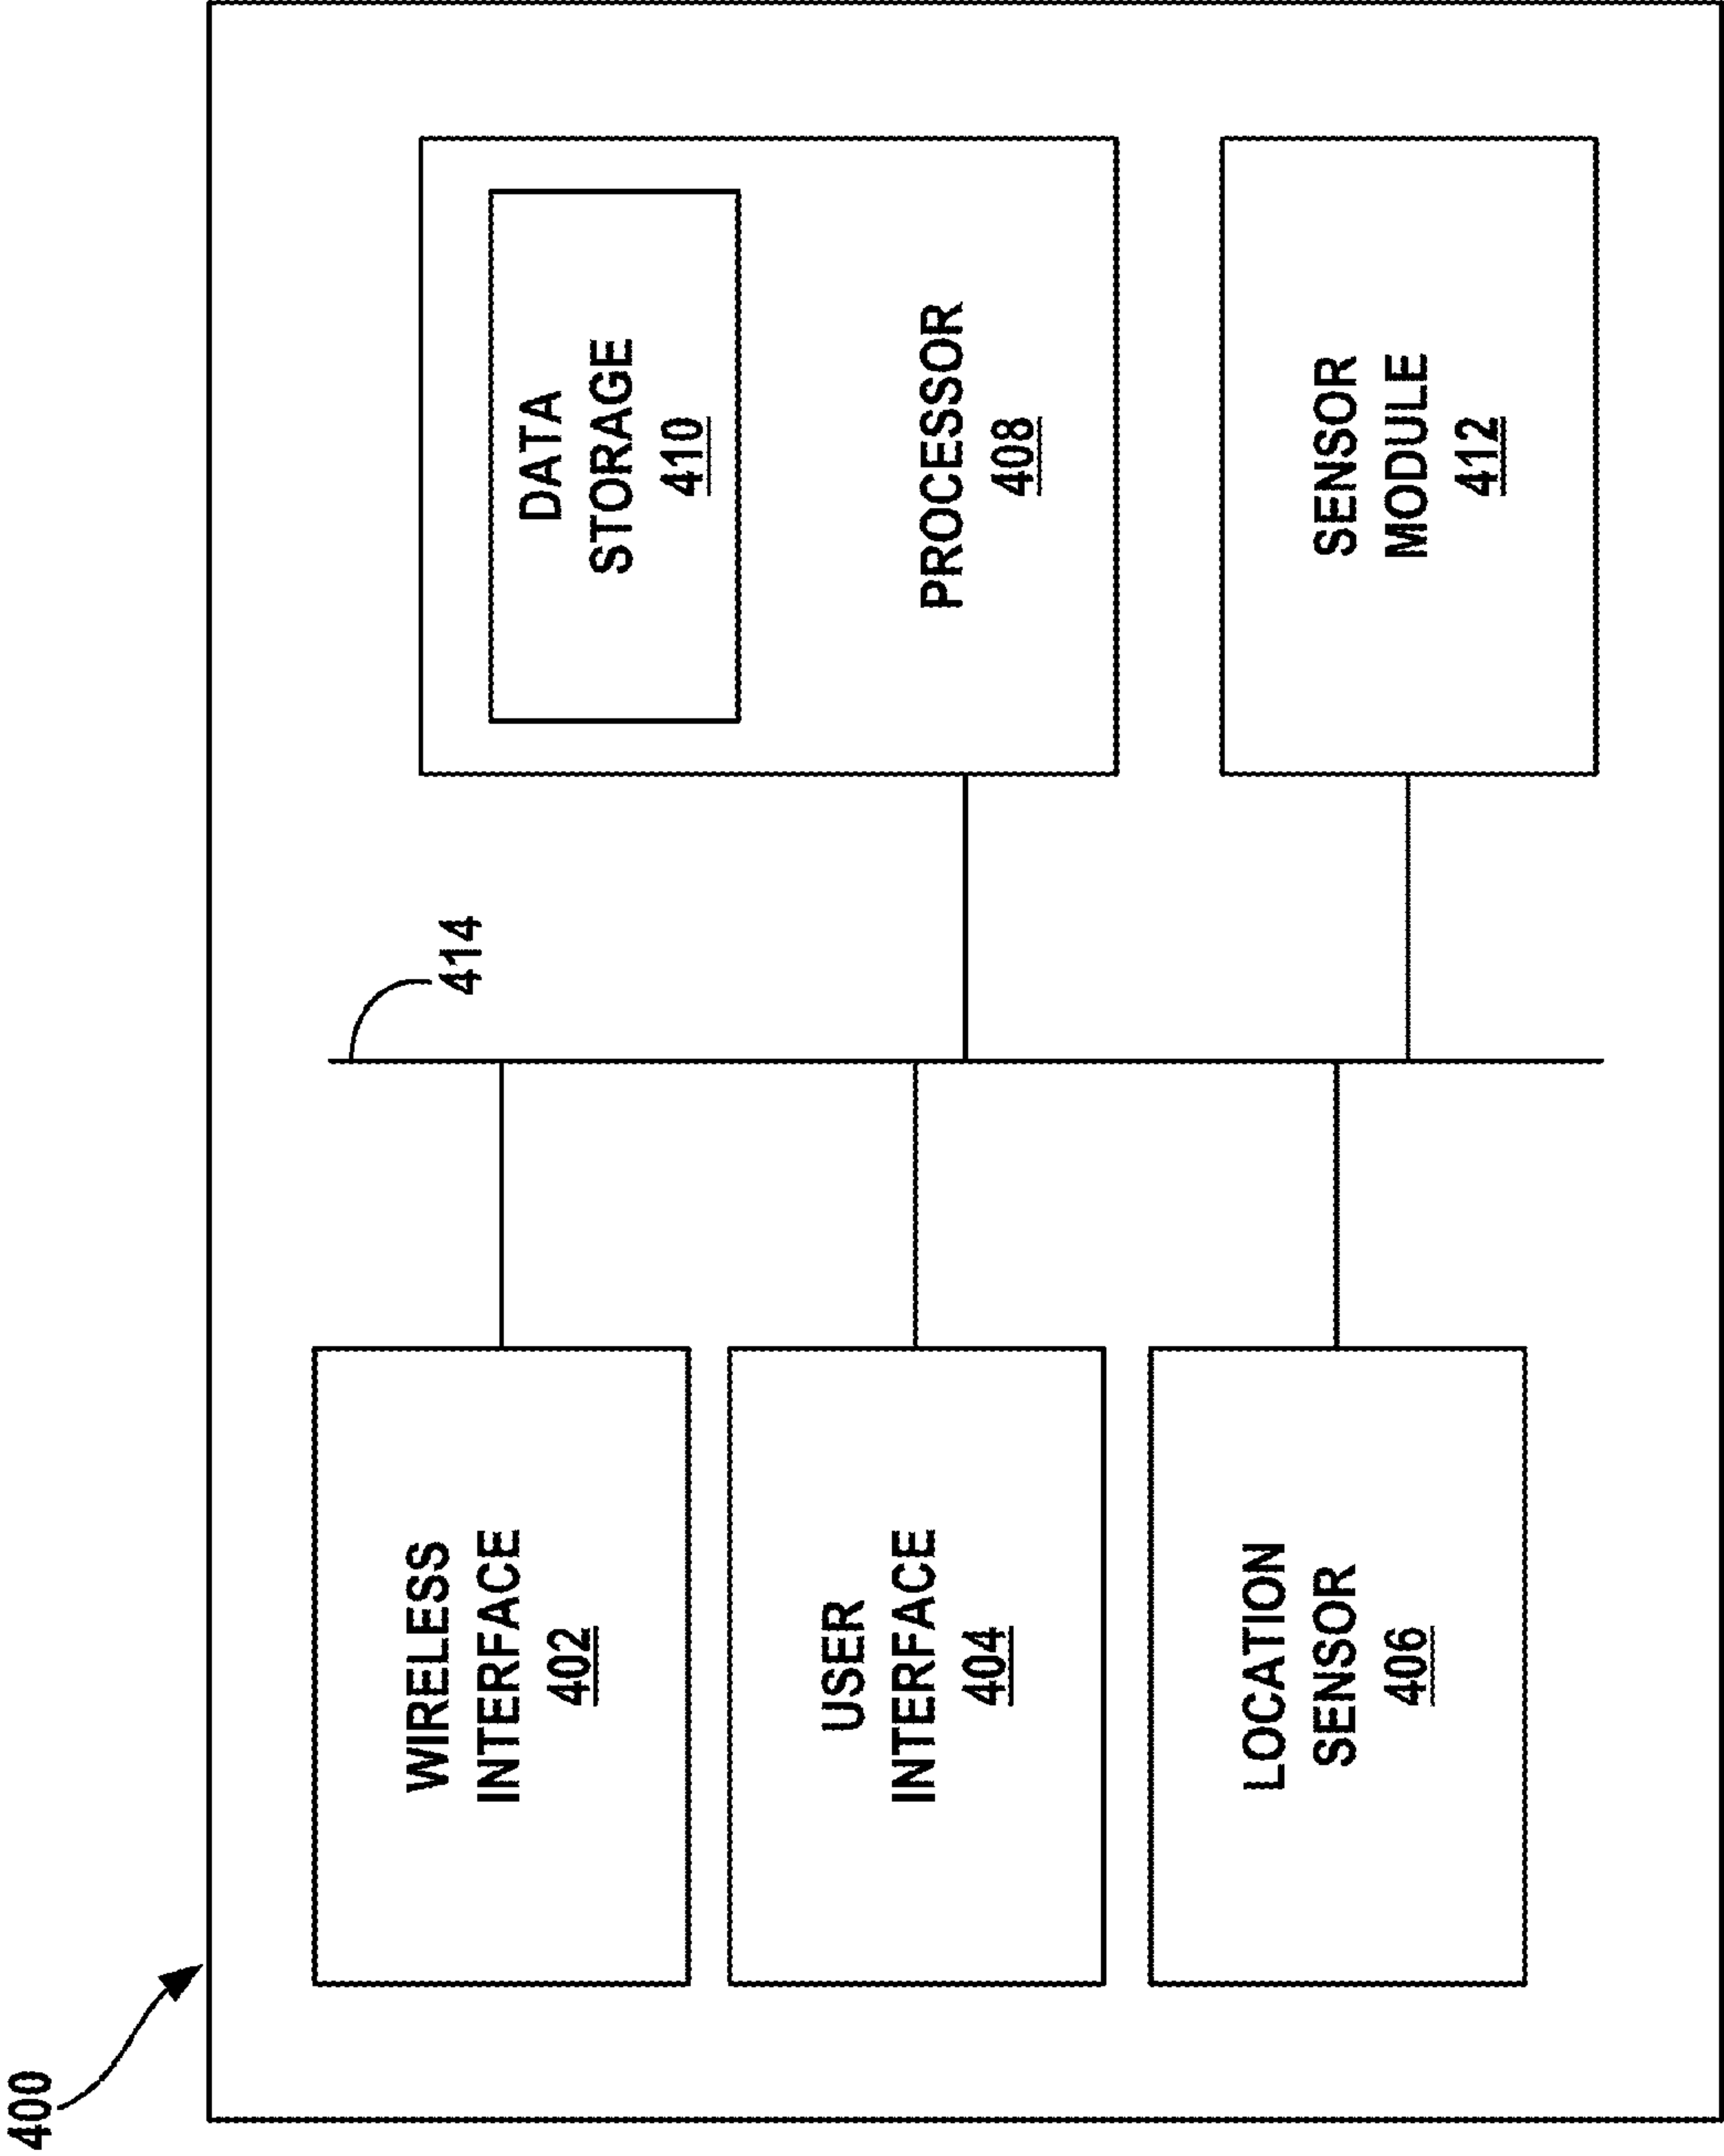 400
WIRELESS
INTERFACE
402
USER
INTERFACE
404
LOCATION
SENSOR
406
414
DATA
STORAGE
410
PROCESSOR
408
SENSOR
MODULE
412